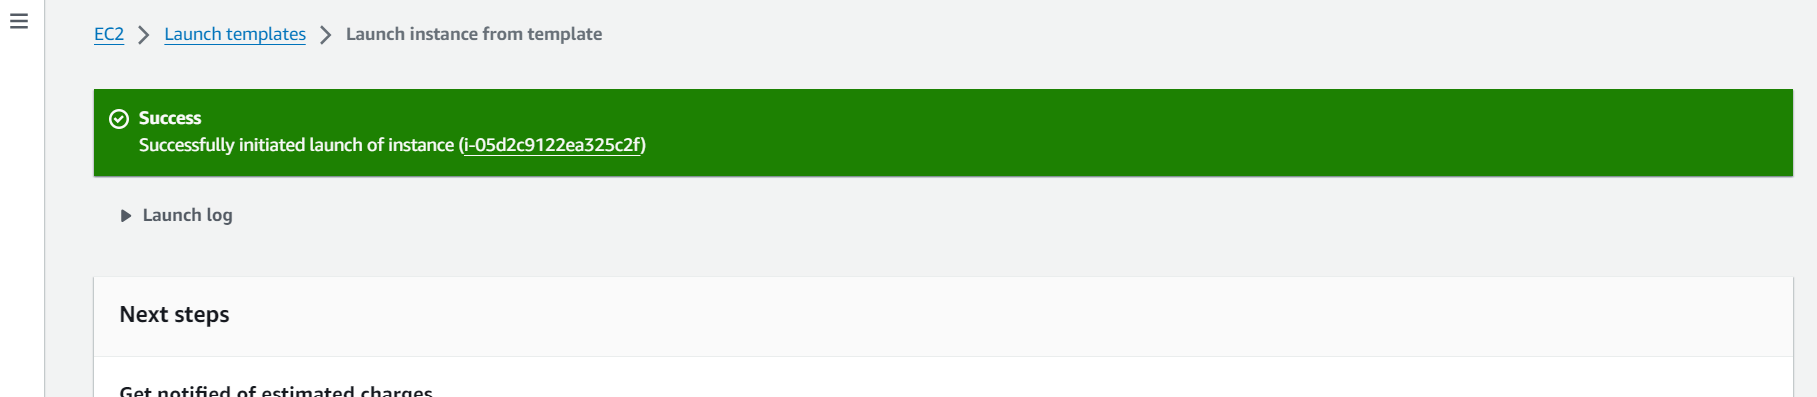 EC2 Launch templates Launch instance from template
Success
Successfully initiated launch of instance (i-05d2c9122ea325c2f)
Launch log
Next steps
Get notified of estimated charges